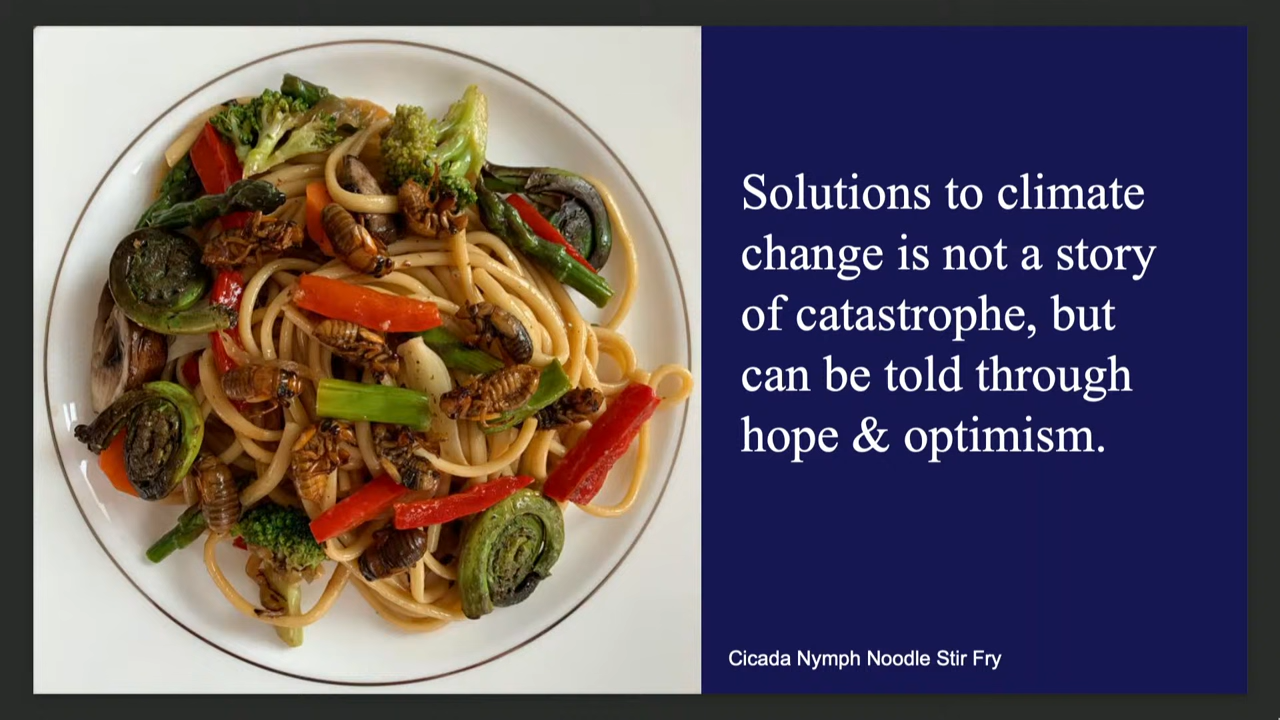 Solutions to climate
change is not a story
of catastrophe, but
can be told through
hope & optimism.
Cicada Nymph Noodle Stir Fry